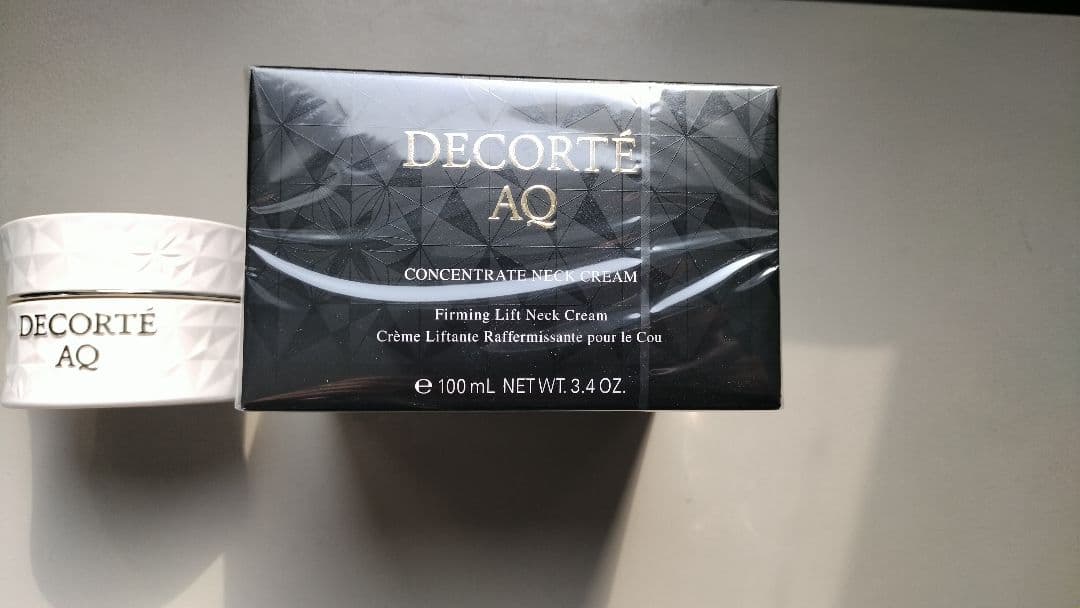 DECORTÉ
AQ
DECORTÉ
AQ
CONCENTRATE NECK CREAM
Firming Lift Neck Cream
Crème Liftante Raffermissante pour le Cou
℮ 100 mL NET WT. 3.4 OZ.